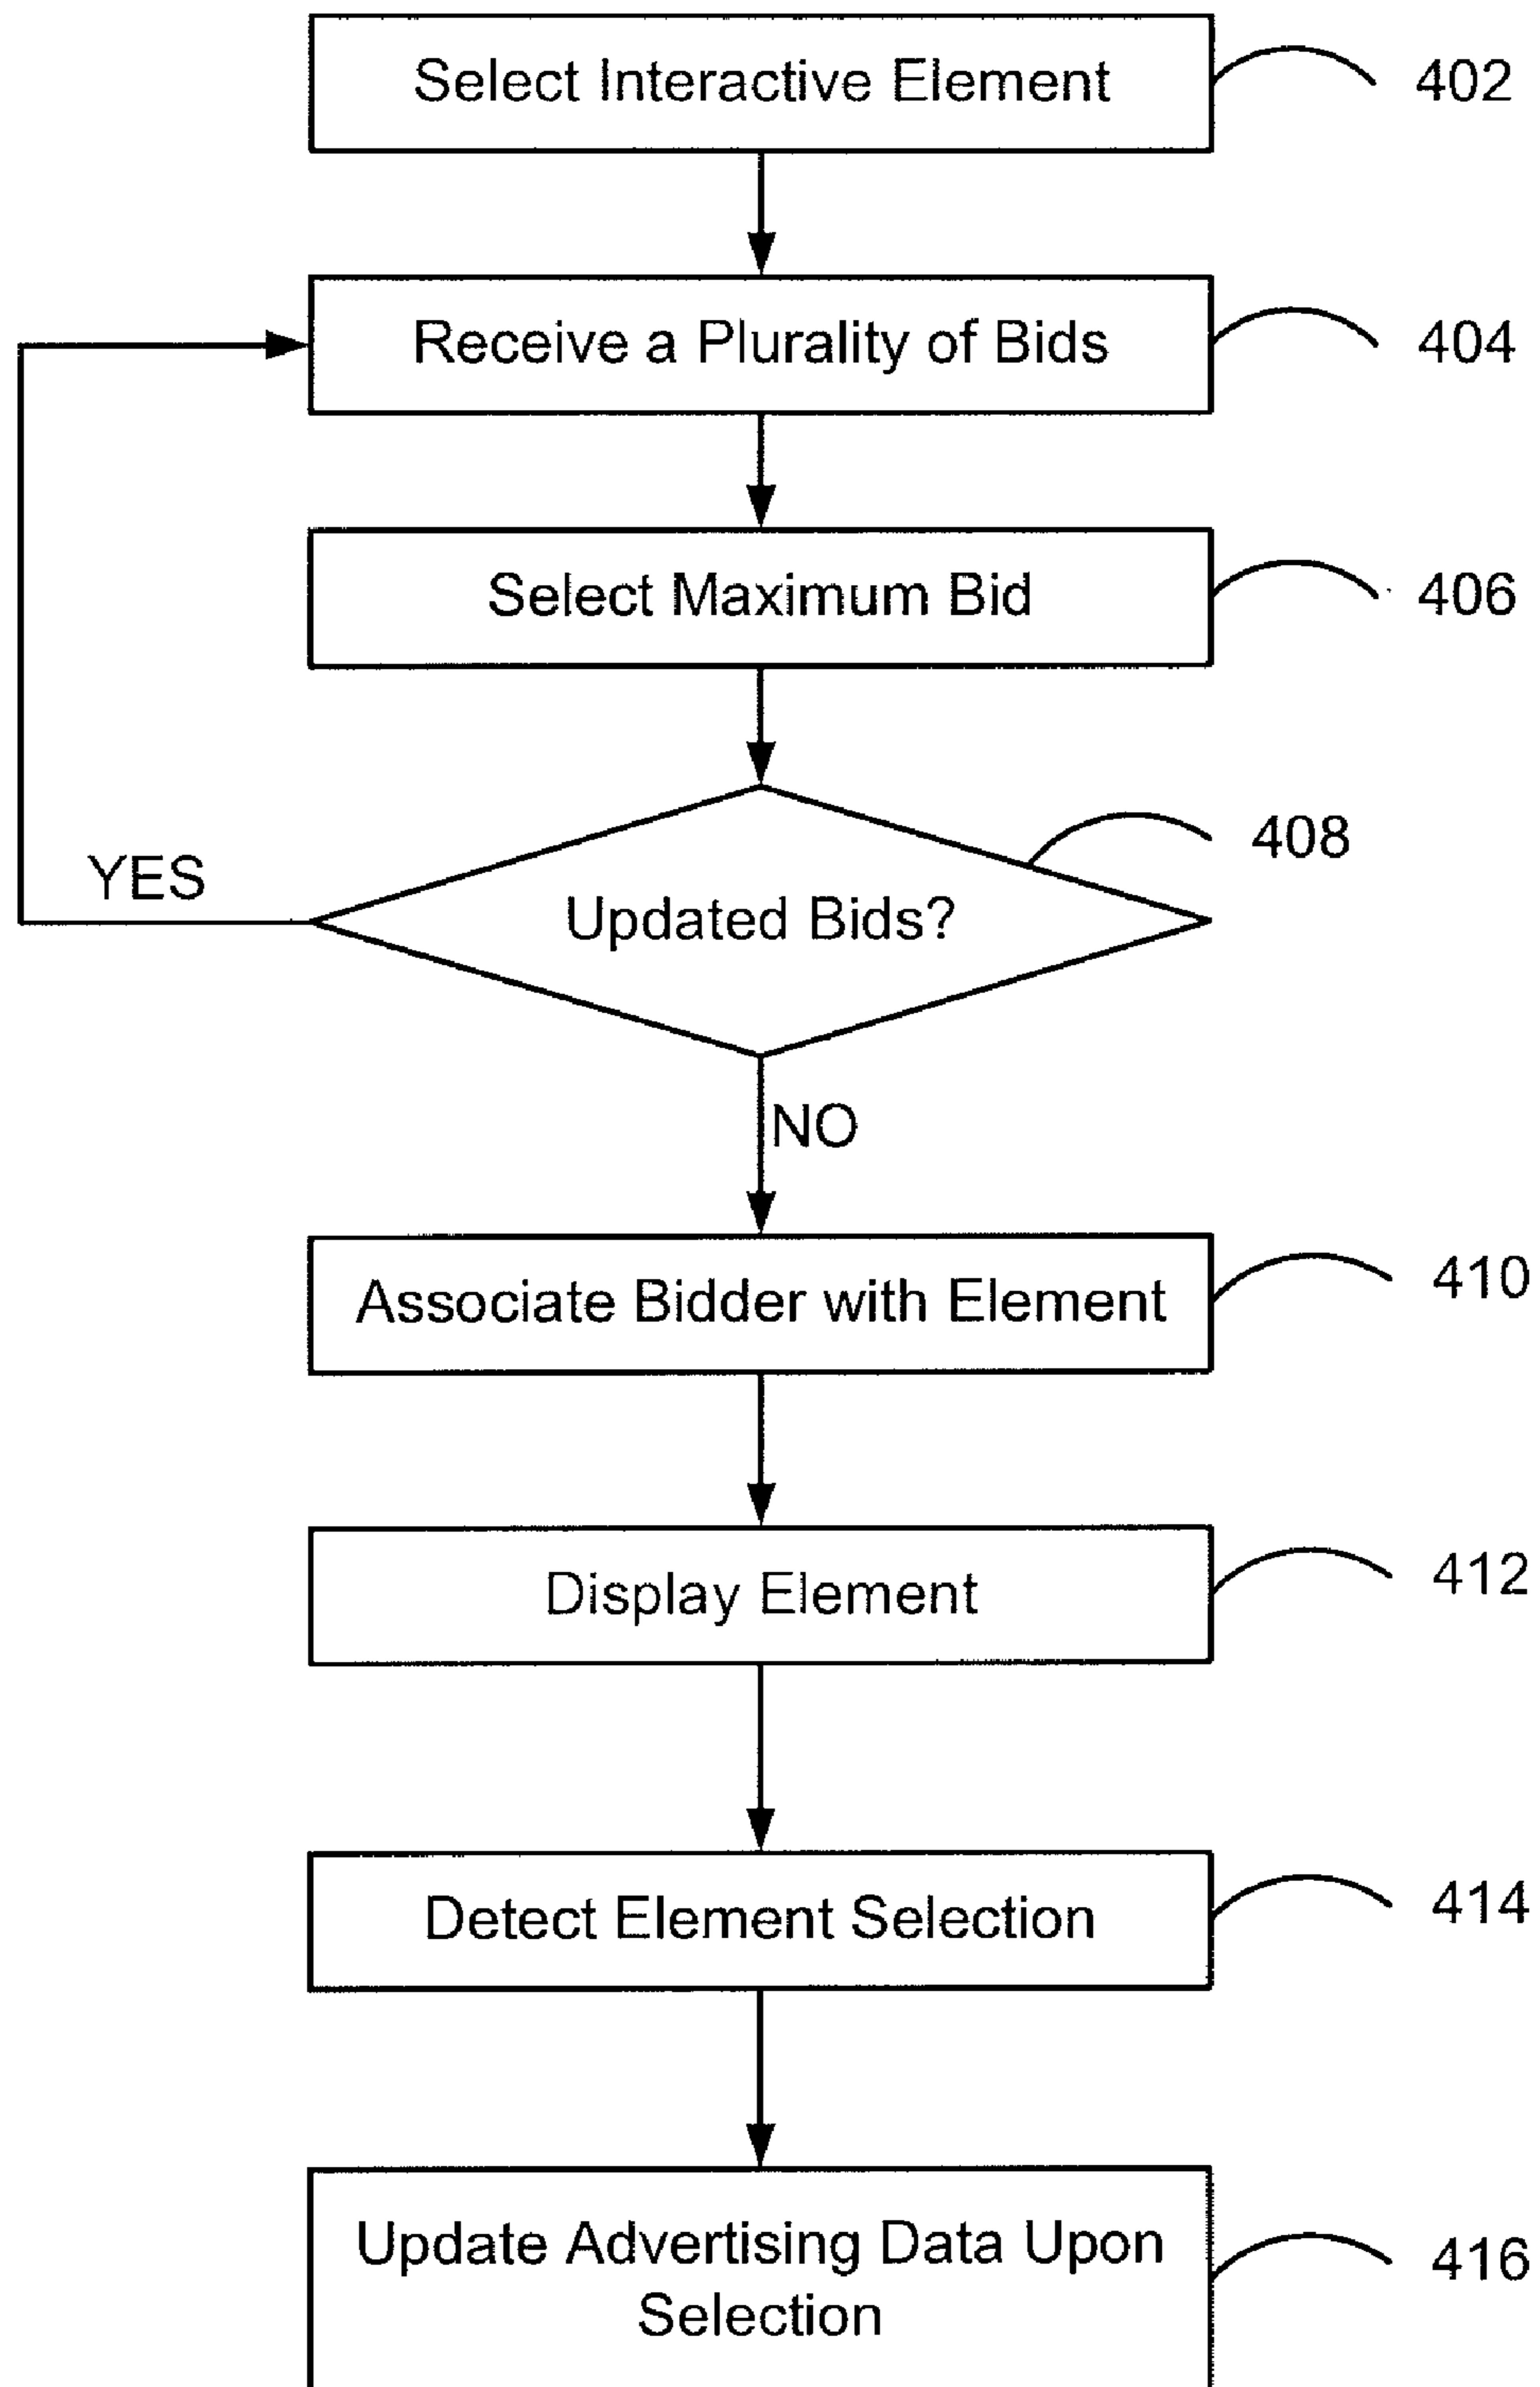 Select Interactive Element
402
Receive a Plurality of Bids
404
Select Maximum Bid
406
408
YES
Updated Bids?
NO
Associate Bidder with Element
410
Display Element
412
Detect Element Selection
414
Update Advertising Data Upon
Selection
416